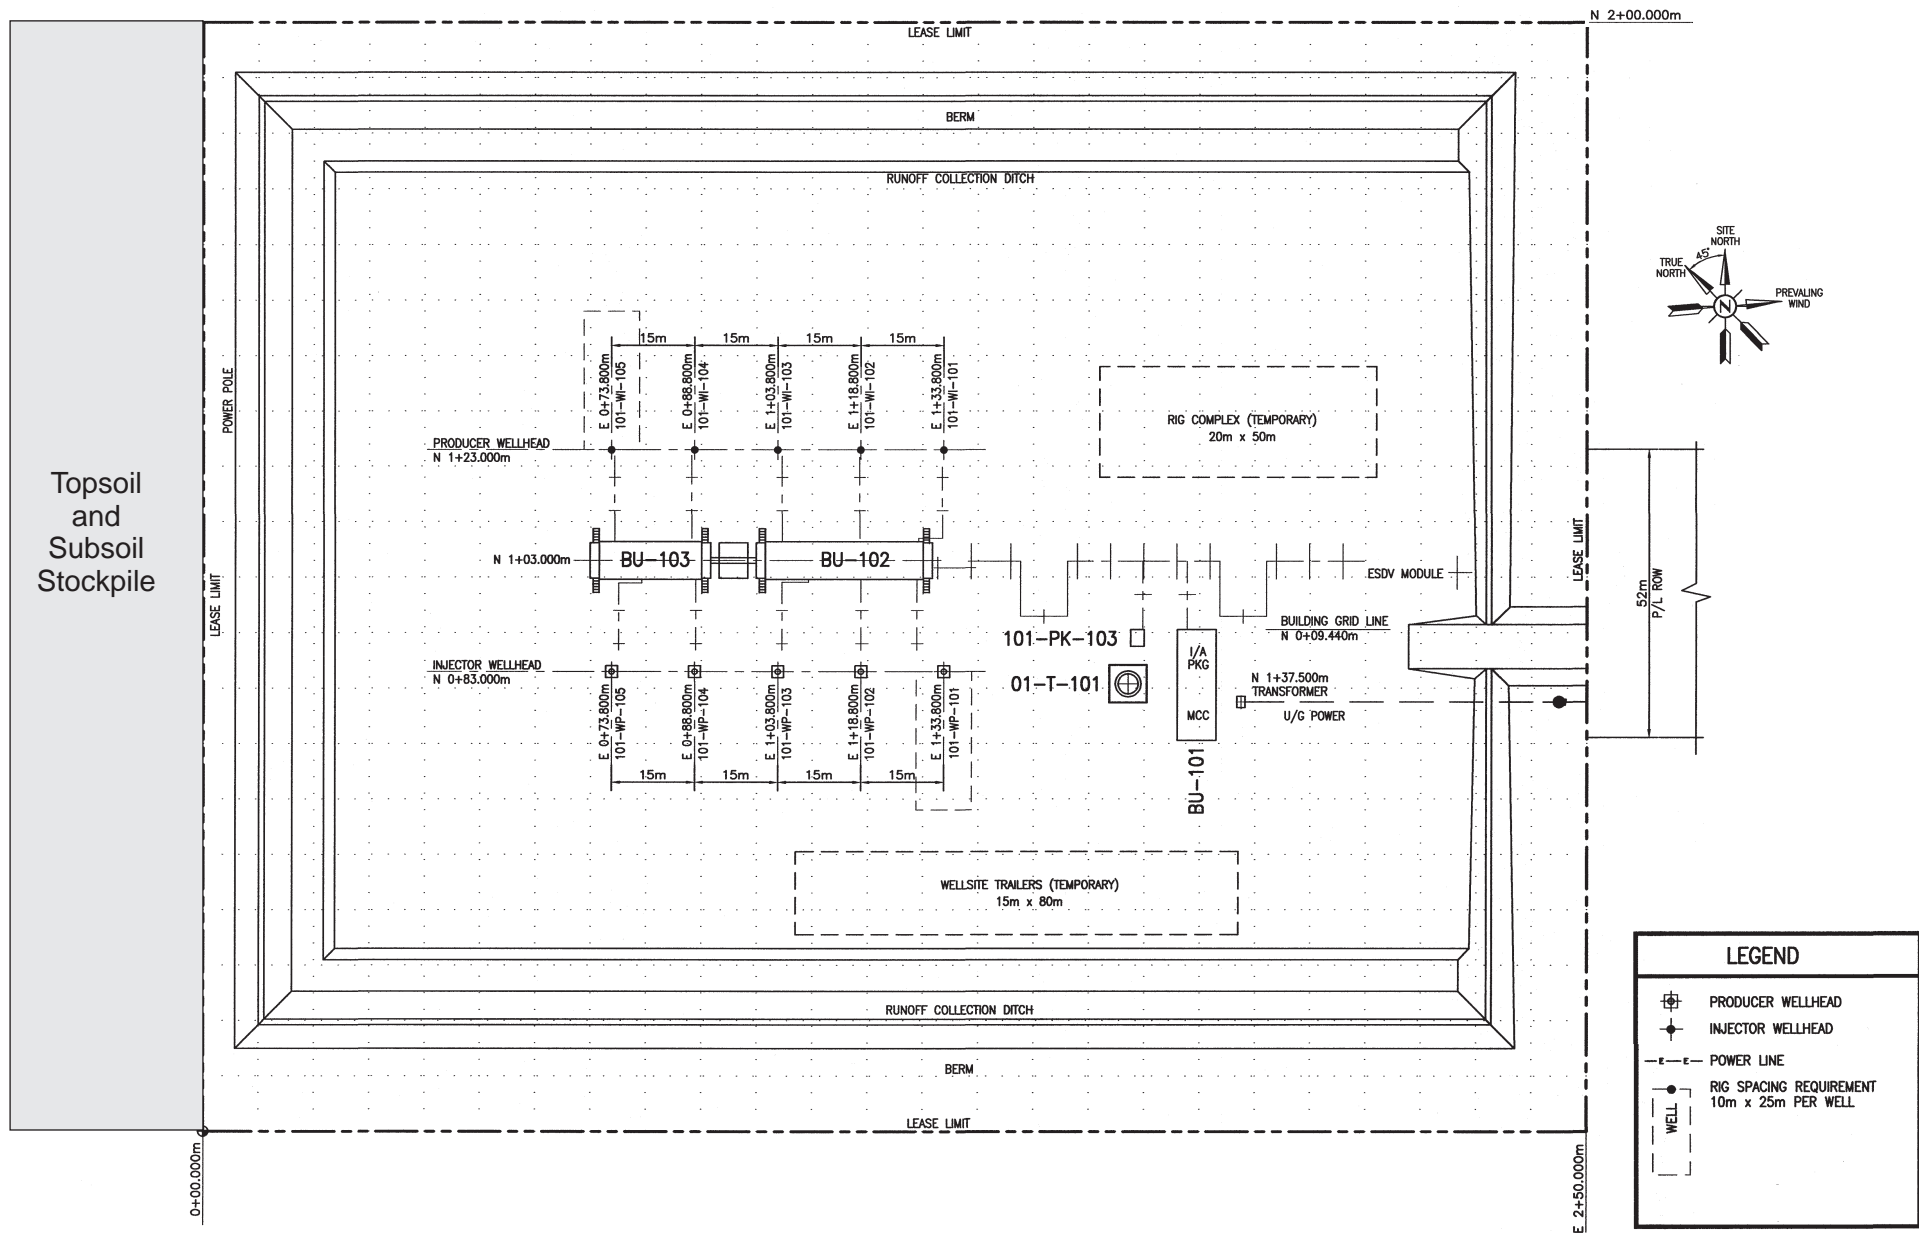 N 2+00.000m
LEASE LIMIT
BERM
RUNOFF COLLECTION DITCH
SITE
NORTH
45°
TRUE
NORTH
PREVALING
WIND
Topsoil
and
Subsoil
Stockpile
POWER POLE
LEASE LIMIT
15m
15m
15m
15m
E 0+73.800m
101-WI-105
E 0+88.800m
101-WI-104
E 1+03.800m
101-WI-103
E 1+18.800m
101-WI-102
E 1+33.800m
101-WI-101
RIG COMPLEX (TEMPORARY)
20m x 50m
PRODUCER WELLHEAD
N 1+23.000m
N 1+03.000m
BU-103
BU-102
ESDV MODULE
LEASE LIMIT
52m
P/L ROW
BUILDING GRID LINE
N 0+09.440m
101-PK-103
I/A
PKG
MCC
BU-101
01-T-101
N 1+37.500m
TRANSFORMER
U/G POWER
INJECTOR WELLHEAD
N 0+83.000m
E 0+73.800m
101-WP-105
E 0+88.800m
101-WP-104
E 1+03.800m
101-WP-103
E 1+18.800m
101-WP-102
E 1+33.800m
101-WP-101
15m
15m
15m
15m
WELLSITE TRAILERS (TEMPORARY)
15m x 80m
RUNOFF COLLECTION DITCH
BERM
LEASE LIMIT
0+00.000m
E 2+50.000m
LEGEND
PRODUCER WELLHEAD
INJECTOR WELLHEAD
E E POWER LINE
RIG SPACING REQUIREMENT
10m x 25m PER WELL
WELL
N